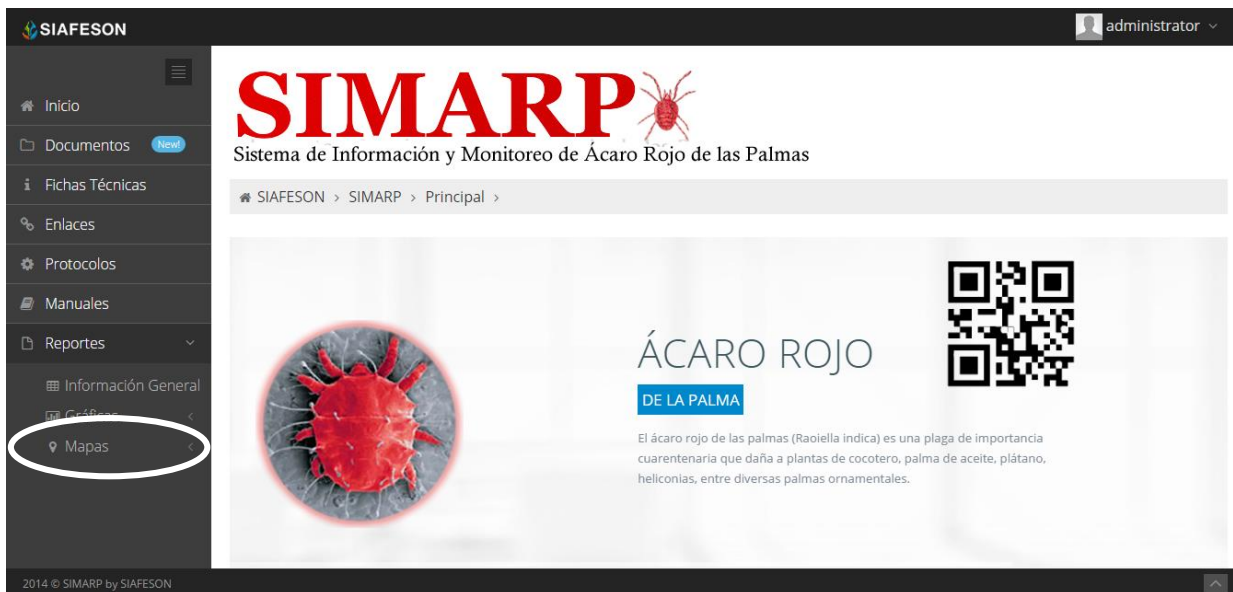 SIAFESON
administrator
Inicio
Documentos New!
Fichas Técnicas
Enlaces
Protocolos
Manuales
Reportes
Información General
Gráficas
Mapas
SIMARP
Sistema de Información y Monitoreo de Ácaro Rojo de las Palmas
SIAFESON > SIMARP > Principal >
ÁCARO ROJO
DE LA PALMA
El ácaro rojo de las palmas (Raoiella indica) es una plaga de importancia
cuarentenaria que daña a plantas de cocotero, palma de aceite, plátano,
heliconias, entre diversas palmas ornamentales.
2014 © SIMARP by SIAFESON